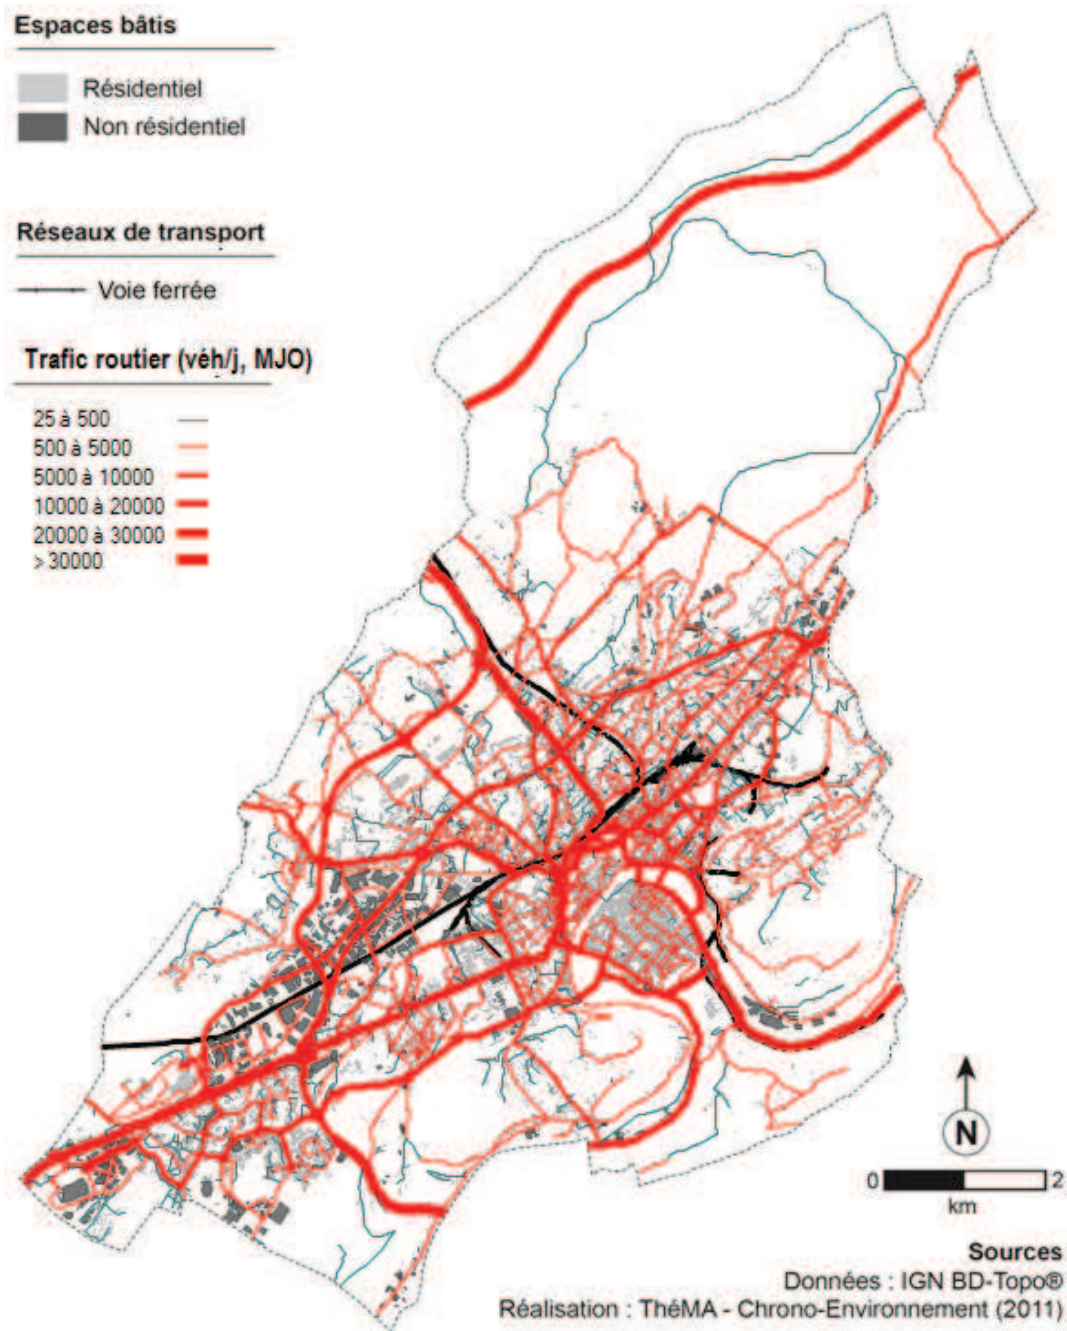 Espaces bâtis
Résidentiel
Non résidentiel
Réseaux de transport
Voie ferrée
Trafic routier (véh/j, MJO)
25 à 500
500 à 5000
5000 à 10000
10000 à 20000
20000 à 30000
> 30000
N
0 2
km
Sources
Données : IGN BD-Topo®
Réalisation : ThéMA - Chrono-Environnement (2011)